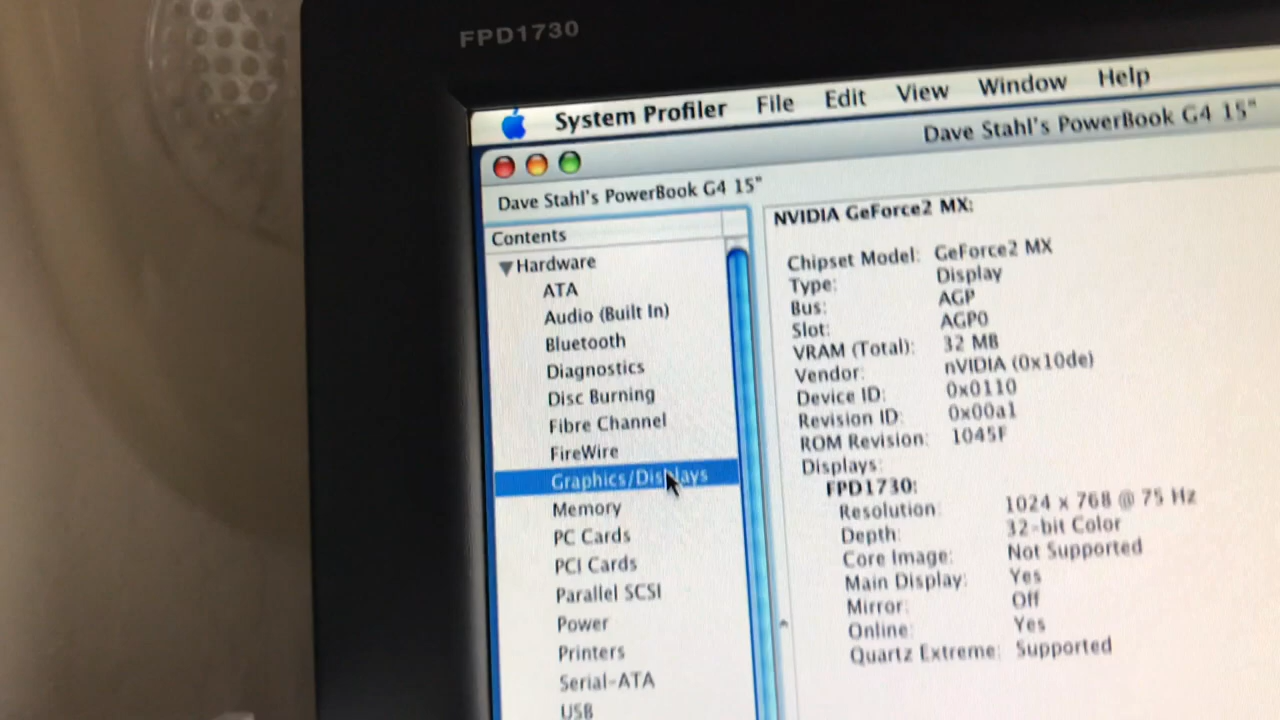 FPD1730
System Profiler File Edit View Window Help
Dave Stahl's PowerBook G4 15"
Dave Stahl's PowerBook G4 15"
Contents
Hardware
ATA
Audio (Built In)
Bluetooth
Diagnostics
Disc Burning
Fibre Channel
FireWire
Graphics/Displays
Memory
PC Cards
PCI Cards
Parallel SCSI
Power
Printers
Serial-ATA
USB
NVIDIA GeForce2 MX:
Chipset Model: GeForce2 MX
Type: Display
Bus: AGP
Slot: AGP0
VRAM (Total): 32 MB
Vendor: nVIDIA (0x10de)
Device ID: 0x0110
Revision ID: 0x00a1
ROM Revision: 1045F
Displays:
FPD1730:
Resolution: 1024 x 768 @ 75 Hz
Depth: 32-bit Color
Core Image: Not Supported
Main Display: Yes
Mirror: Off
Online: Yes
Quartz Extreme: Supported